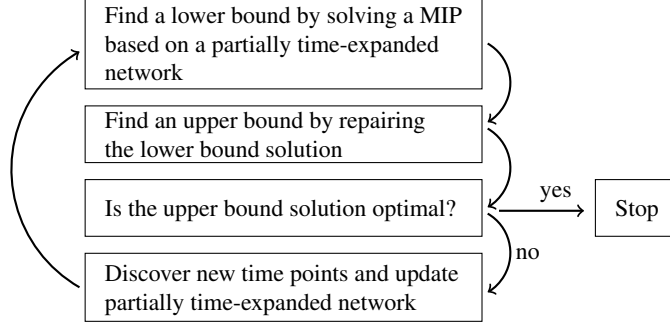 Find a lower bound by solving a MIP
based on a partially time-expanded
network
Find an upper bound by repairing
the lower bound solution
Is the upper bound solution optimal?
yes
Stop
no
Discover new time points and update
partially time-expanded network